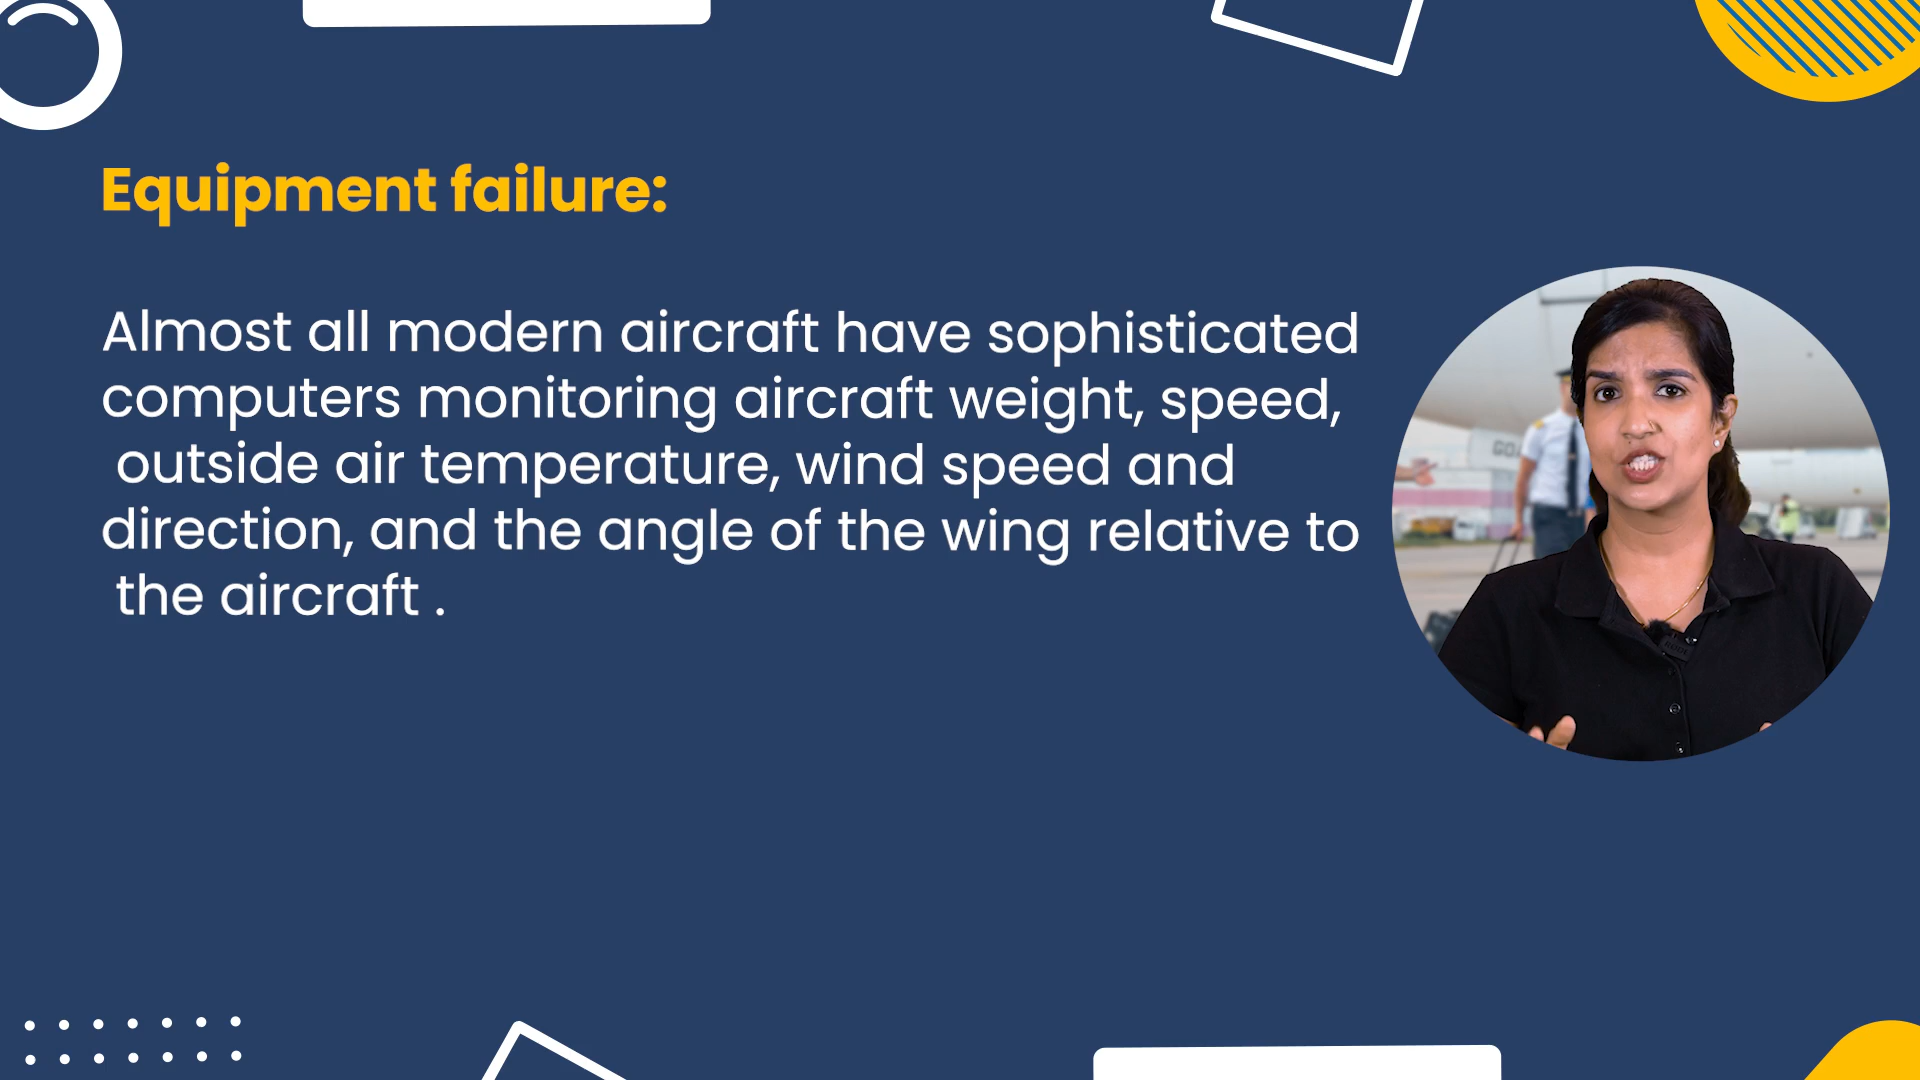 Equipment failure:
Almost all modern aircraft have sophisticated
computers monitoring aircraft weight, speed,
outside air temperature, wind speed and
direction, and the angle of the wing relative to
the aircraft .